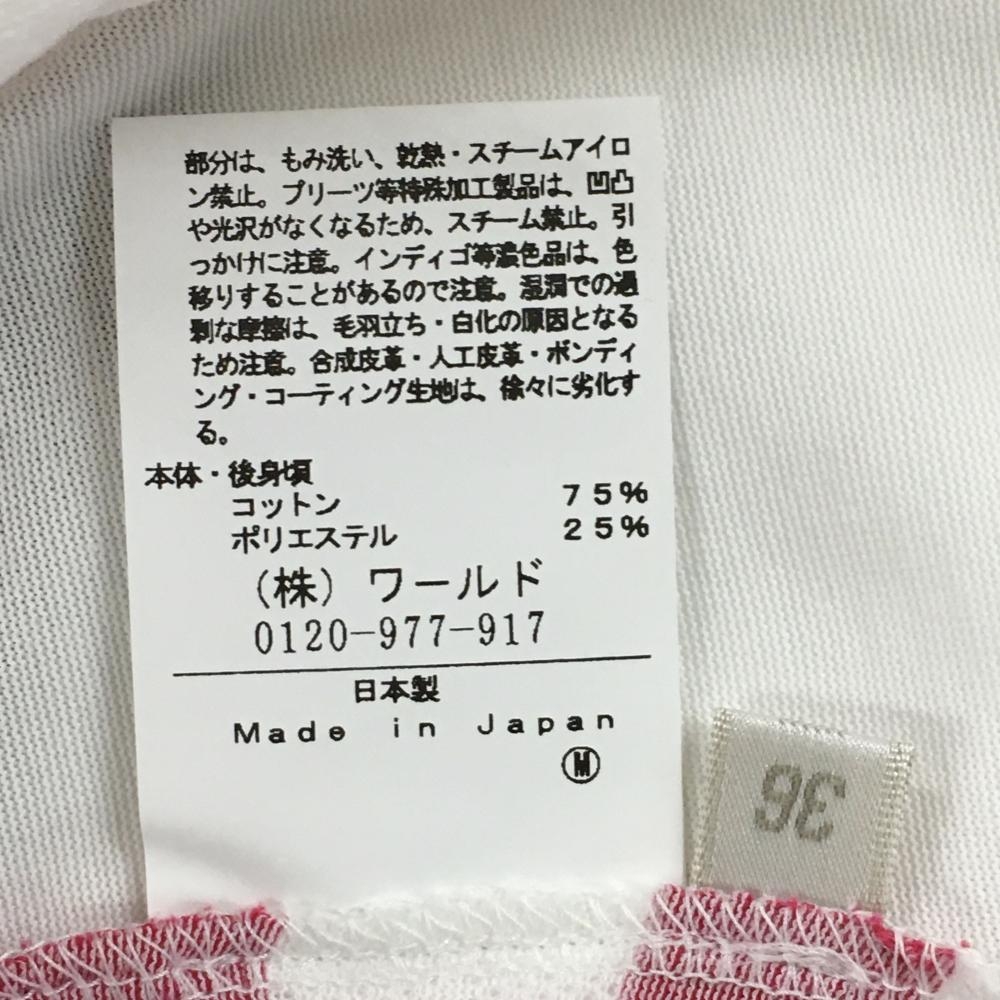 部分は、もみ洗い、乾熱・スチームアイロ
ン禁止。プリーツ等特殊加工製品は、凹凸
や光沢がなくなるため、スチーム禁止。引
っかけに注意。インディゴ等濃色品は、色
移りすることがあるので注意。湿潤での過
剰な摩擦は、毛羽立ち・白化の原因となる
ため注意。合成皮革・人工皮革・ボンディ
ング・コーティング生地は、徐々に劣化す
る。
本体・後身頃
コットン 75%
ポリエステル 25%
(株) ワールド
0120-977-917
日本製
Made in Japan
Ⓜ
36